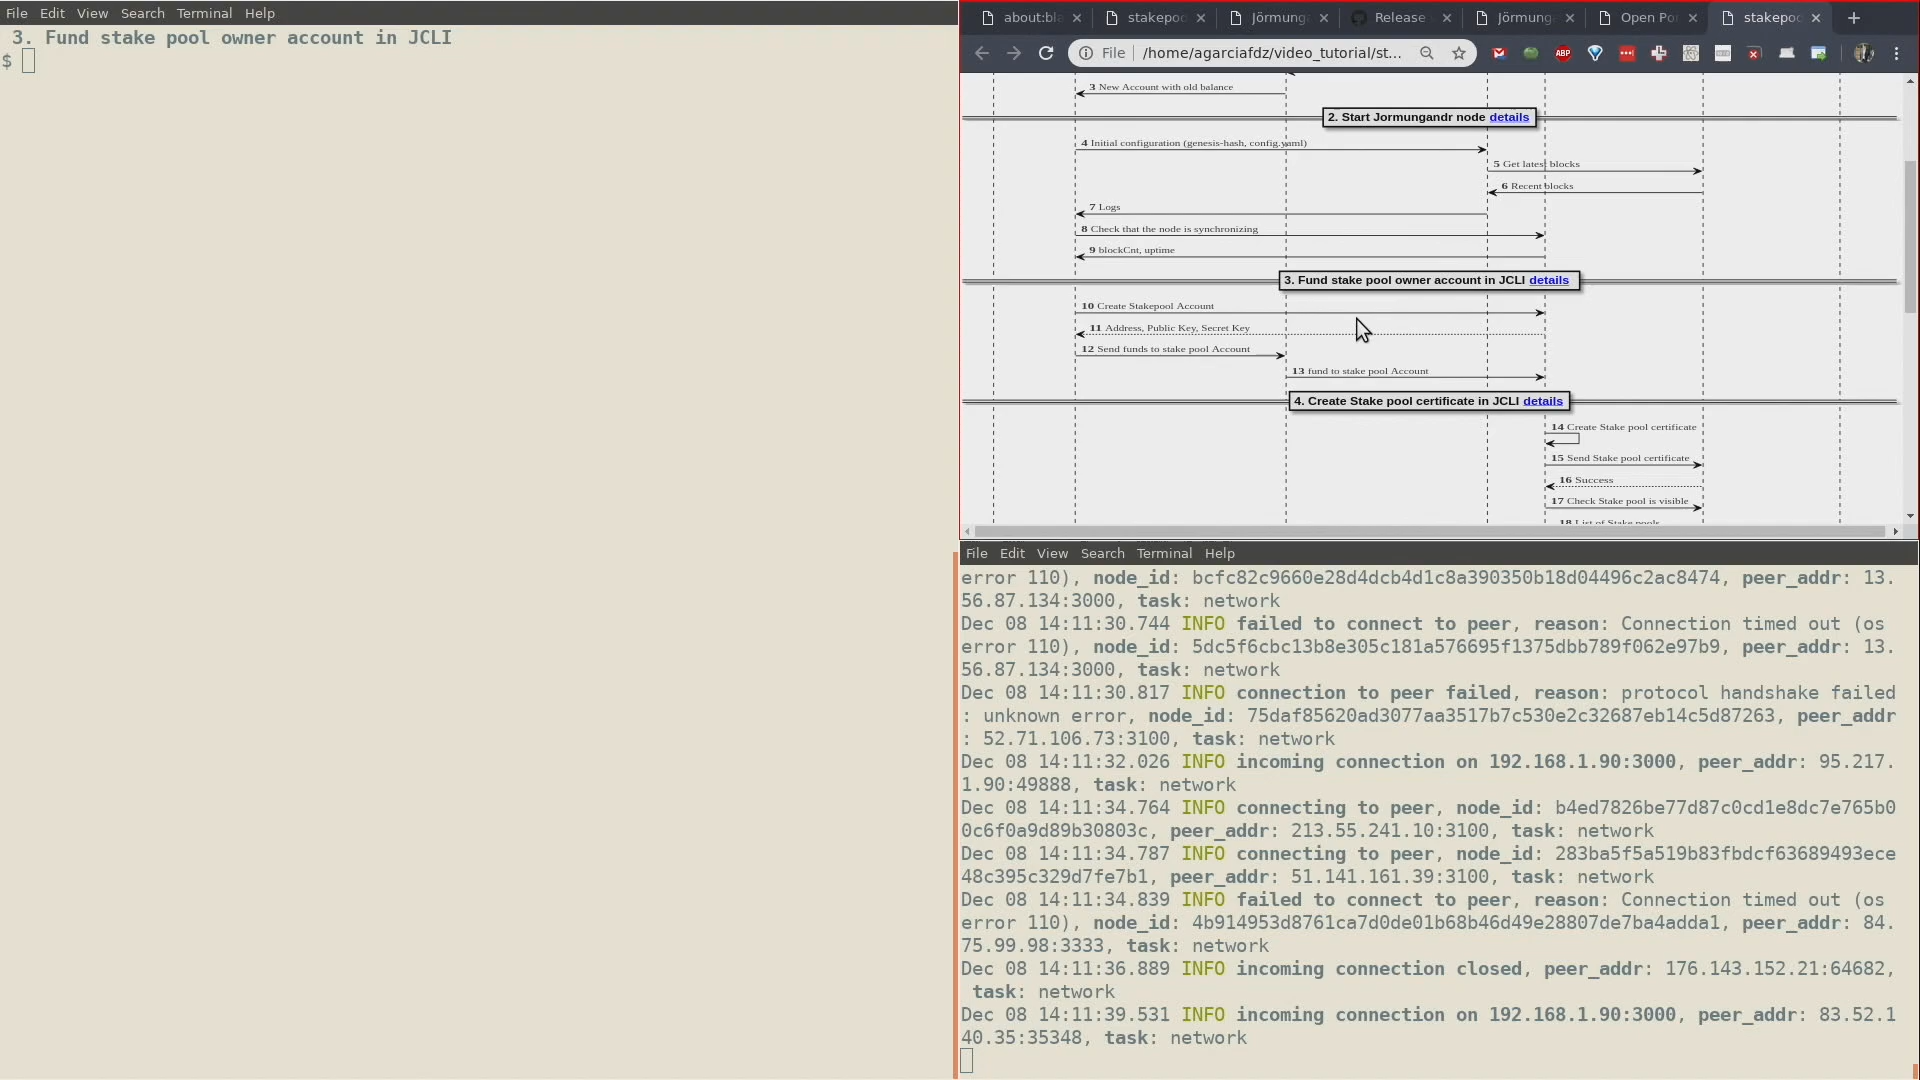 File Edit View Search Terminal Help
3. Fund stake pool owner account in JCLI
$
about:bla
stakepoo
Jörmung
Release
Jörmung
Open Po
stakepoo
File /home/agarciafdz/video_tutorial/st...
3 New Account with old balance
2. Start Jormungandr node details
4 Initial configuration (genesis-hash, config.yaml)
5 Get latest blocks
6 Recent blocks
7 Logs
8 Check that the node is synchronizing
9 blockCnt, uptime
3. Fund stake pool owner account in JCLI details
10 Create Stakepool Account
11 Address, Public Key, Secret Key
12 Send funds to stake pool Account
13 fund to stake pool Account
4. Create Stake pool certificate in JCLI details
14 Create Stake pool certificate
15 Send Stake pool certificate
16 Success
17 Check Stake pool is visible
18 List of Stake pools
File Edit View Search Terminal Help
error 110), node_id: bcfc82c9660e28d4dcb4d1c8a390350b18d04496c2ac8474, peer_addr: 13.
56.87.134:3000, task: network
Dec 08 14:11:30.744 INFO failed to connect to peer, reason: Connection timed out (os
error 110), node_id: 5dc5f6cbc13b8e305c181a576695f1375dbb789f062e97b9, peer_addr: 13.
56.87.134:3000, task: network
Dec 08 14:11:30.817 INFO connection to peer failed, reason: protocol handshake failed
: unknown error, node_id: 75daf85620ad3077aa3517b7c530e2c32687eb14c5d87263, peer_addr
: 52.71.106.73:3100, task: network
Dec 08 14:11:32.026 INFO incoming connection on 192.168.1.90:3000, peer_addr: 95.217.
1.90:49888, task: network
Dec 08 14:11:34.764 INFO connecting to peer, node_id: b4ed7826be77d87c0cd1e8dc7e765b0
0c6f0a9d89b30803c, peer_addr: 213.55.241.10:3100, task: network
Dec 08 14:11:34.787 INFO connecting to peer, node_id: 283ba5f5a519b83fbdcf63689493ece
48c395c329d7fe7b1, peer_addr: 51.141.161.39:3100, task: network
Dec 08 14:11:34.839 INFO failed to connect to peer, reason: Connection timed out (os
error 110), node_id: 4b914953d8761ca7d0de01b68b46d49e28807de7ba4adda1, peer_addr: 84.
75.99.98:3333, task: network
Dec 08 14:11:36.889 INFO incoming connection closed, peer_addr: 176.143.152.21:64682,
task: network
Dec 08 14:11:39.531 INFO incoming connection on 192.168.1.90:3000, peer_addr: 83.52.1
40.35:35348, task: network